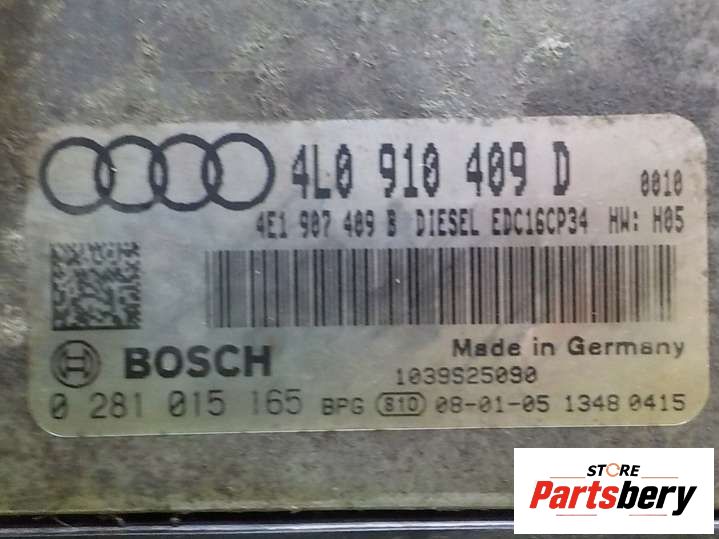 4L0 910 409 D 0010
4E1 907 409 B DIESEL EDC16CP34 HW: H05
BOSCH Made in Germany
1039S25090
0 281 015 165 BPG 810 08-01-05 1348 0415
STORE
Partsbery